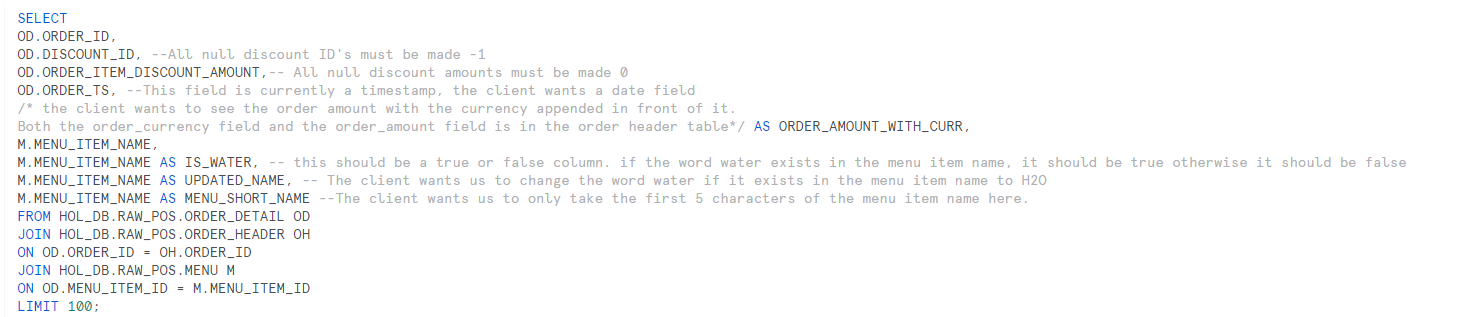 SELECT
OD.ORDER_ID,
OD.DISCOUNT_ID, --All null discount ID's must be made -1
OD.ORDER_ITEM_DISCOUNT_AMOUNT,-- All null discount amounts must be made 0
OD.ORDER_TS, --This field is currently a timestamp, the client wants a date field
/* the client wants to see the order amount with the currency appended in front of it.
Both the order_currency field and the order_amount field is in the order header table*/ AS ORDER_AMOUNT_WITH_CURR,
M.MENU_ITEM_NAME,
M.MENU_ITEM_NAME AS IS_WATER, -- this should be a true or false column. if the word water exists in the menu item name, it should be true otherwise it should be false
M.MENU_ITEM_NAME AS UPDATED_NAME, -- The client wants us to change the word water if it exists in the menu item name to H2O
M.MENU_ITEM_NAME AS MENU_SHORT_NAME --The client wants us to only take the first 5 characters of the menu item name here.
FROM HOL_DB.RAW_POS.ORDER_DETAIL OD
JOIN HOL_DB.RAW_POS.ORDER_HEADER OH
ON OD.ORDER_ID = OH.ORDER_ID
JOIN HOL_DB.RAW_POS.MENU M
ON OD.MENU_ITEM_ID = M.MENU_ITEM_ID
LIMIT 100;